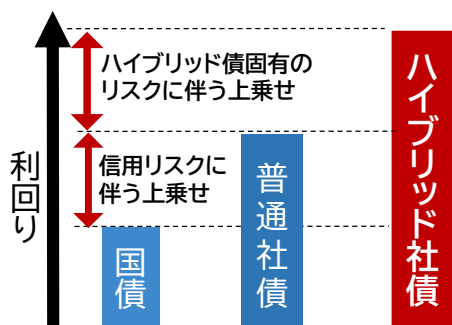 ハイブリッド債固有の
リスクに伴う上乗せ
信用リスクに
伴う上乗せ
利回り
国債
普通社債
ハイブリッド社債